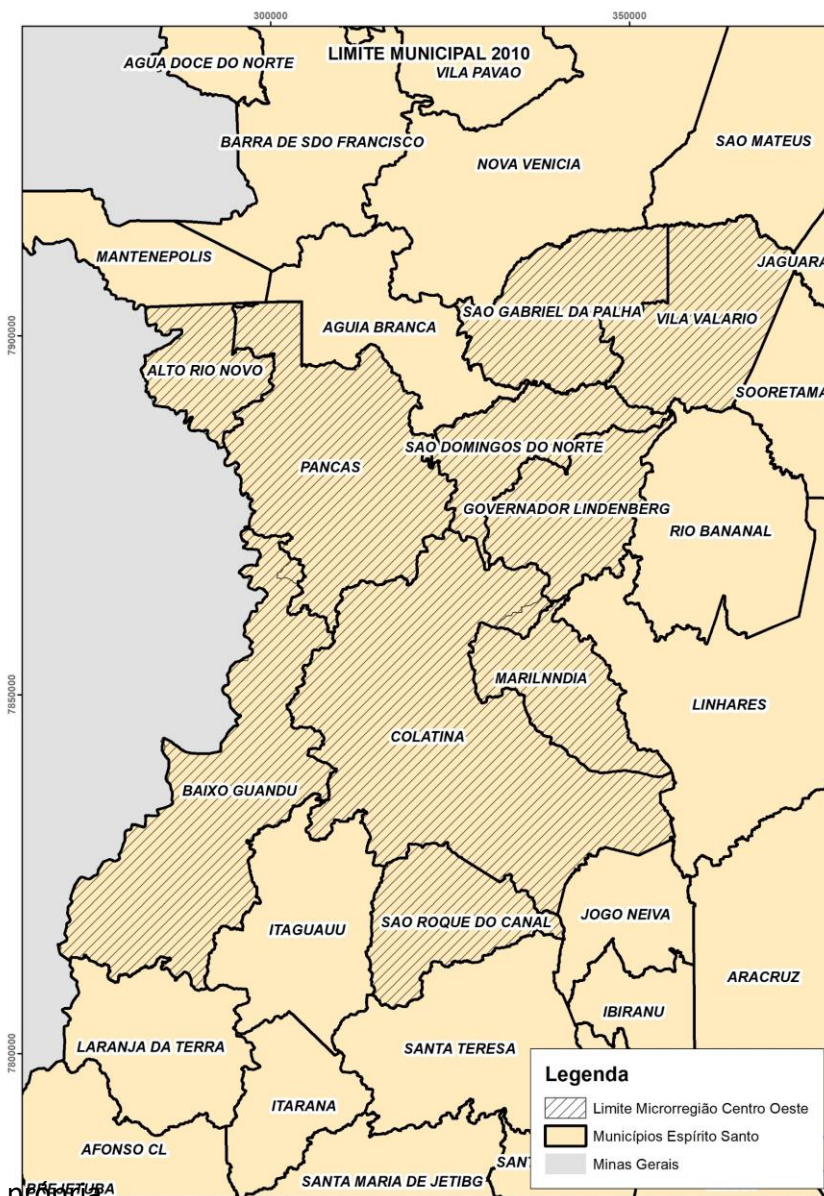 300000
350000
LIMITE MUNICIPAL 2010
AGUA DOCE DO NORTE
VILA PAVAO
BARRA DE SDO FRANCISCO
SAO MATEUS
NOVA VENICIA
MANTENEPOLIS
JAGUARA
SAO GABRIEL DA PALHA
VILA VALARIO
AGUIA BRANCA
7900000
ALTO RIO NOVO
SOORETAMA
SAO DOMINGOS DO NORTE
PANCAS
GOVERNADOR LINDENBERG
RIO BANANAL
MARILNNDIA
7850000
LINHARES
COLATINA
BAIXO GUANDU
JOGO NEIVA
SAO ROQUE DO CANAL
ITAGUAUU
ARACRUZ
IBIRANU
LARANJA DA TERRA
SANTA TERESA
7800000
Legenda
Limite Microrregião Centro Oeste
Municípios Espírito Santo
Minas Gerais
ITARANA
AFONSO CL
SANT
SANTA MARIA DE JETIBG
BREJETUBA
própria